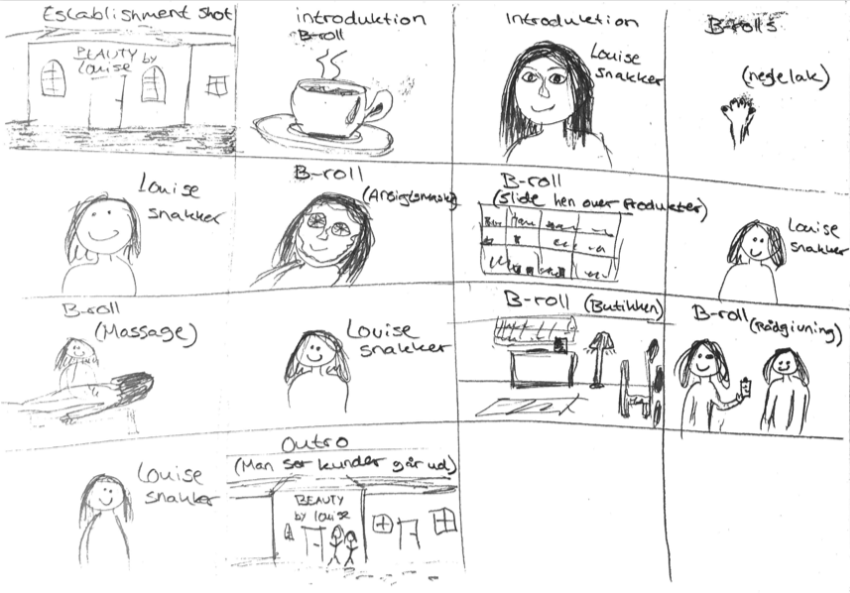 Establishment Shot
BEAUTY by
Louise
introduktion
B-roll
Introduktion
Louise
snakker
B-rolls
(neglelak)
Louise
snakker
B-roll
(Ansigtsmaske)
B-roll
(Slide hen over Produkter)
Louise
snakker
B-roll
(Massage)
Louise
snakker
B-roll (Butikken)
B-roll (Rådgivning)
Louise
snakker
Outro
(Man ser kunder går ud)
BEAUTY
by louise